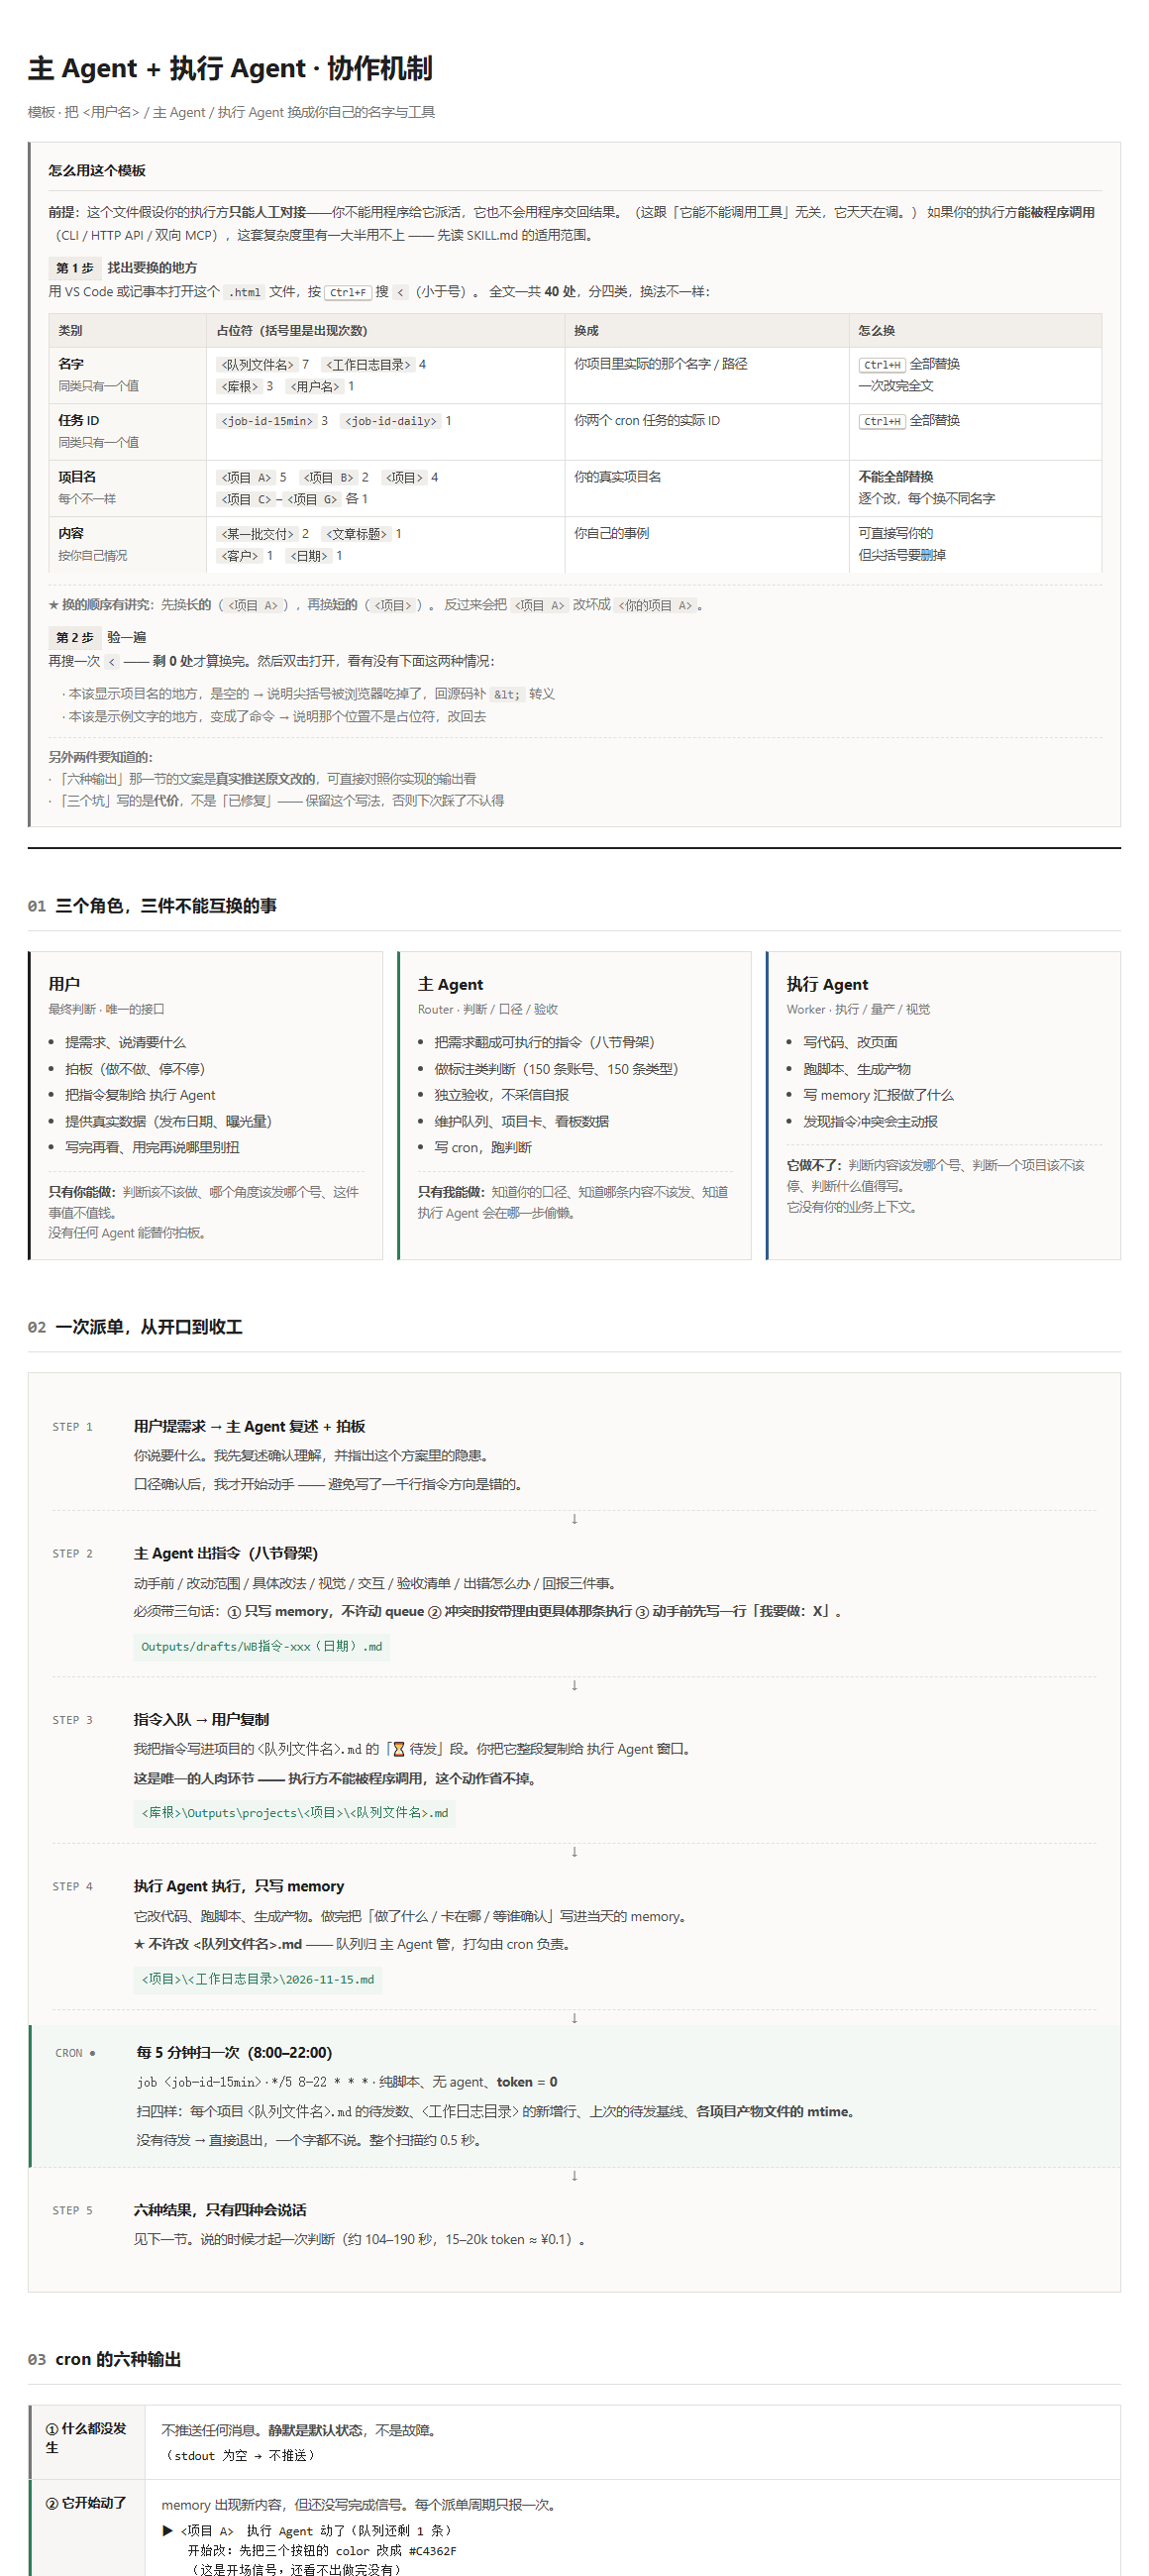 主 Agent + 执行 Agent · 协作机制
模板 · 把 <用户名> / 主 Agent / 执行 Agent 换成你自己的名字与工具
怎么用这个模板
前提：这个文件假设你的执行方只能人工对接——你不能用程序给它派活，它也不会用程序交回结果。（这跟「它能不能调用工具」无关，它天天在调。） 如果你的执行方能被程序调用
（CLI / HTTP API / 双向 MCP），这套复杂度里有一大半用不上 —— 先读 SKILL.md 的适用范围。
第 1 步 找出要换的地方
用 VS Code 或记事本打开这个 .html 文件，按 Ctrl+F 搜 <（小于号）。 全文一共 40 处，分四类，换法不一样：
类别 占位符（括号里是出现次数） 换成 怎么换
名字 <队列文件名> 7 <工作日志目录> 4 你项目里实际的那个名字 / 路径 Ctrl+H 全部替换
同类只有一个值 <库根> 3 <用户名> 1 一次改完全文
任务 ID <job-id-15min> 3 <job-id-daily> 1 你两个 cron 任务的实际 ID Ctrl+H 全部替换
同类只有一个值
项目名 <项目 A> 5 <项目 B> 2 <项目> 4 你的真实项目名 不能全部替换
每个不一样 <项目 C>–<项目 G> 各 1 逐个改，每个换不同名字
内容 <某一批交付> 2 <文章标题> 1 你自己的事例 可直接写你的
按你自己情况 <客户> 1 <日期> 1 但尖括号要删掉
★ 换的顺序有讲究：先换长的（<项目 A>），再换短的（<项目>）。 反过来会把 <项目 A> 改坏成 <你的项目 A>。
第 2 步 验一遍
再搜一次 < —— 剩 0 处才算换完。然后双击打开，看有没有下面这两种情况：
· 本该显示项目名的地方，是空的 → 说明尖括号被浏览器吃掉了，回源码补 &lt; 转义
· 本该是示例文字的地方，变成了命令 → 说明那个位置不是占位符，改回去
另外两件要知道的：
· 「六种输出」那一节的文案是真实推送原文改的，可直接对照你实现的输出看
· 「三个坑」写的是代价，不是「已修复」—— 保留这个写法，否则下次踩了不认得
01 三个角色，三件不能互换的事
用户
最终判断 · 唯一的接口
• 提需求、说清要什么
• 拍板（做不做、停不停）
• 把指令复制给 执行 Agent
• 提供真实数据（发布日期、曝光量）
• 写完再看、用完再说哪里别扭
只有你能做：判断该不该做、哪个角度该发哪个号、这件
事值不值钱。
没有任何 Agent 能替你拍板。
主 Agent
Router · 判断 / 口径 / 验收
• 把需求翻成可执行的指令（八节骨架）
• 做标注类判断（150 条账号、150 条类型）
• 独立验收，不采信自报
• 维护队列、项目卡、看板数据
• 写 cron，跑判断
只有我能做：知道你的口径、知道哪条内容不该发、知道
执行 Agent 会在哪一步偷懒。
执行 Agent
Worker · 执行 / 量产 / 视觉
• 写代码、改页面
• 跑脚本、生成产物
• 写 memory 汇报做了什么
• 发现指令冲突会主动报
它做不了：判断内容该发哪个号、判断一个项目该不该
停、判断什么值得写。
它没有你的业务上下文。
02 一次派单，从开口到收工
STEP 1 用户提需求 → 主 Agent 复述 + 拍板
你说要什么。我先复述确认理解，并指出这个方案里的隐患。
口径确认后，我才开始动手 —— 避免写了一千行指令方向是错的。
↓
STEP 2 主 Agent 出指令（八节骨架）
动手前 / 改动范围 / 具体改法 / 视觉 / 交互 / 验收清单 / 出错怎么办 / 回报三件事。
必须带三句话：① 只写 memory，不许动 queue ② 冲突时按带理由更具体那条执行 ③ 动手前先写一行「我要做：X」。
Outputs/drafts/WB指令-xxx（日期）.md
↓
STEP 3 指令入队 → 用户复制
我把指令写进项目的 <队列文件名>.md 的「⏳ 待发」段。你把它整段复制给 执行 Agent 窗口。
这是唯一的人肉环节 —— 执行方不能被程序调用，这个动作省不掉。
<库根>\Outputs\projects\<项目>\<队列文件名>.md
↓
STEP 4 执行 Agent 执行，只写 memory
它改代码、跑脚本、生成产物。做完把「做了什么 / 卡在哪 / 等谁确认」写进当天的 memory。
★ 不许改 <队列文件名>.md —— 队列归 主 Agent 管，打勾由 cron 负责。
<项目>\<工作日志目录>\2026-11-15.md
↓
CRON ● 每 5 分钟扫一次（8:00–22:00）
job <job-id-15min> · */5 8-22 * * * · 纯脚本、无 agent、token = 0
扫四样：每个项目 <队列文件名>.md 的待发数、<工作日志目录> 的新增行、上次的待发基线、各项目产物文件的 mtime。
没有待发 → 直接退出，一个字都不说。整个扫描约 0.5 秒。
↓
STEP 5 六种结果，只有四种会说话
见下一节。说的时候才起一次判断（约 104–190 秒，15–20k token ≈ ¥0.1）。
03 cron 的六种输出
① 什么都没发
生
不推送任何消息。静默是默认状态，不是故障。
（stdout 为空 → 不推送）
② 它开始动了
memory 出现新内容，但还没写完成信号。每个派单周期只报一次。
▶ <项目 A> 执行 Agent 动了（队列还剩 1 条）
开始改：先把三个按钮的 color 改成 #C4362F
（这是开场信号，还看不出做完没有）